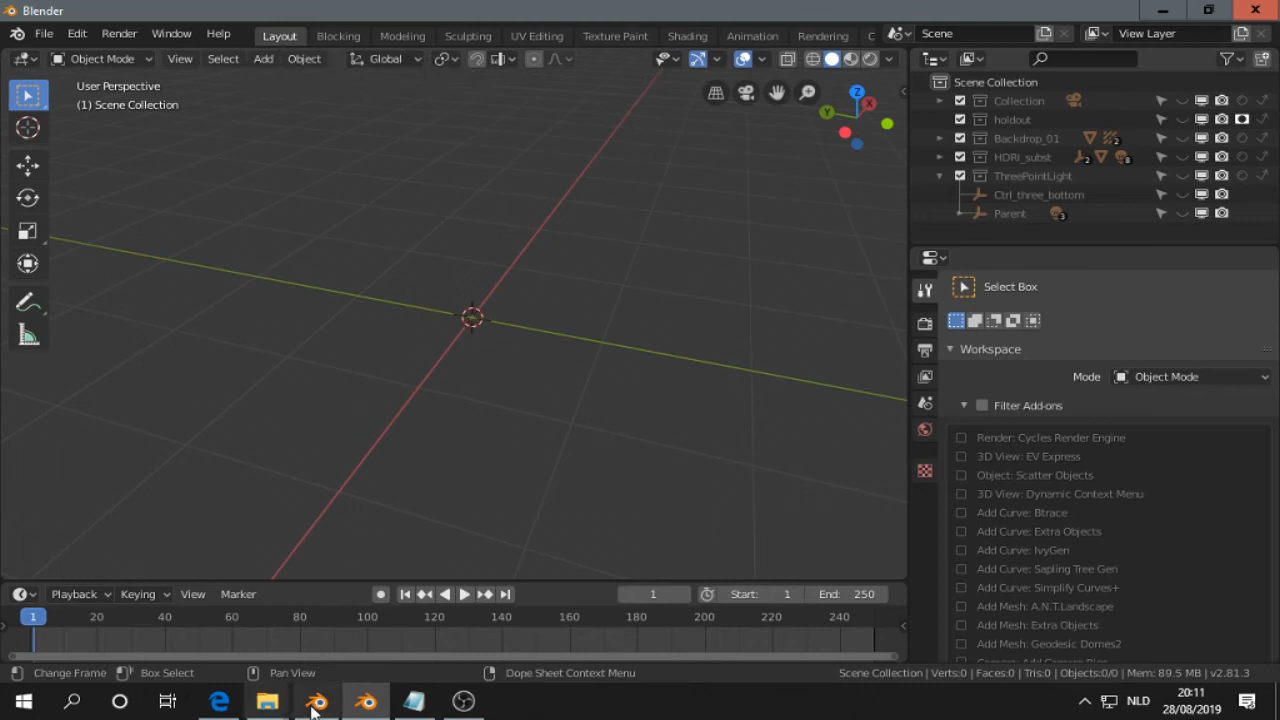 Blender
File Edit Render Window Help Layout Blocking Modeling Sculpting UV Editing Texture Paint Shading Animation Rendering C Scene View Layer
Object Mode View Select Add Object Global
User Perspective
(1) Scene Collection
Z
X
Y
Scene Collection
Collection
holdout
Backdrop_01 2
HDRI_subst 2 8
ThreePointLight
Ctrl_three_bottom
Parent 3
Select Box
Workspace
Mode Object Mode
Filter Add-ons
Render: Cycles Render Engine
3D View: EV Express
Object: Scatter Objects
3D View: Dynamic Context Menu
Add Curve: Btrace
Add Curve: Extra Objects
Add Curve: IvyGen
Add Curve: Sapling Tree Gen
Add Curve: Simplify Curves+
Add Mesh: A.N.T.Landscape
Add Mesh: Extra Objects
Add Mesh: Geodesic Domes2
Playback Keying View Marker 1 Start: 1 End: 250
1 20 40 60 80 100 120 140 160 180 200 220 240
Change Frame Box Select Pan View Dope Sheet Context Menu Scene Collection | Verts:0 | Faces:0 | Tris:0 | Objects:0/0 | Mem: 89.5 MB | v2.81.3
NLD
20:11
28/08/2019